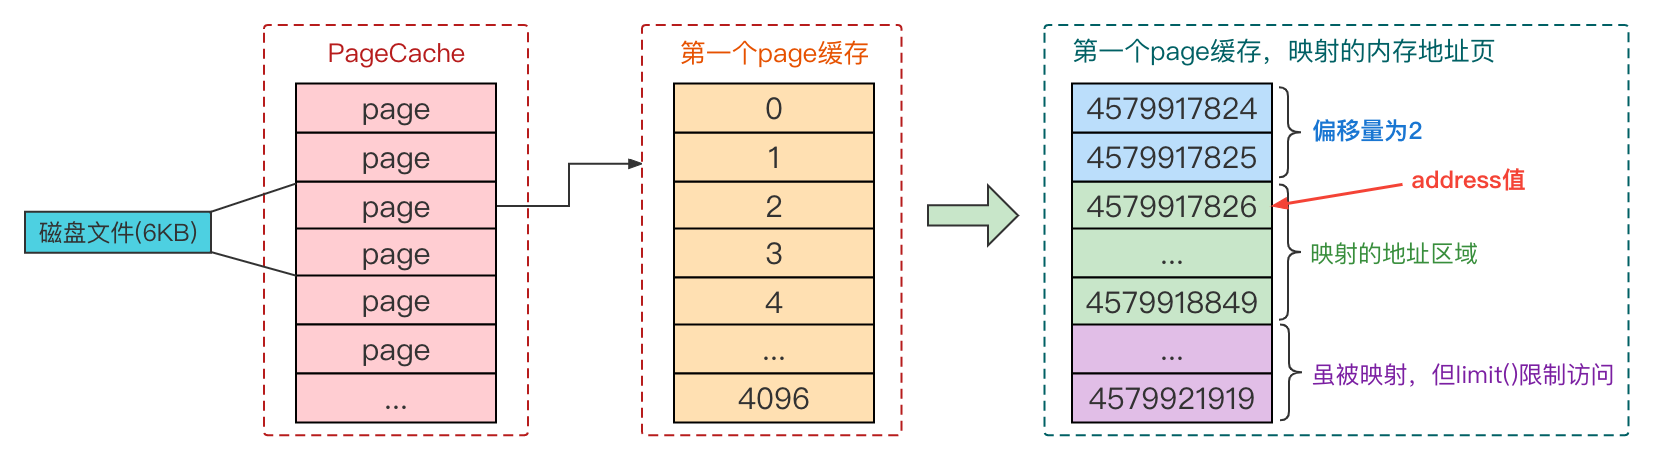 磁盘文件(6KB)
PageCache
page
page
page
page
page
page
...
第一个page缓存
0
1
2
3
4
...
4096
第一个page缓存，映射的内存地址页
4579917824
4579917825
4579917826
...
4579918849
...
4579921919
偏移量为2
address值
映射的地址区域
虽被映射，但limit()限制访问